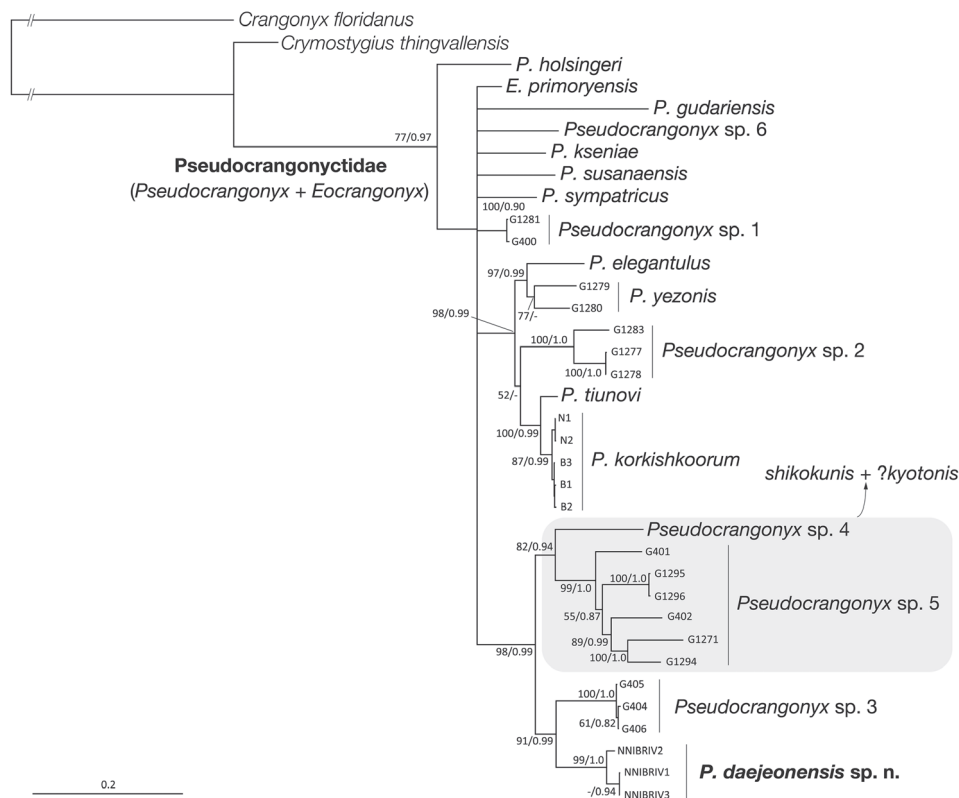 Crangonyx floridanus
Crymostygius thingvallensis
P. holsingeri
E. primoryensis
P. gudariensis
77/0.97
Pseudocrangonyx sp. 6
P. kseniae
Pseudocrangonyctidae
(Pseudocrangonyx + Eocrangonyx)
P. susanaensis
P. sympatricus
100/0.90
G1281
G400
Pseudocrangonyx sp. 1
P. elegantulus
97/0.99
G1279
G1280
P. yezonis
77/-
98/0.99
G1283
100/1.0
G1277
Pseudocrangonyx sp. 2
100/1.0
G1278
52/-
P. tiunovi
N1
100/0.99
N2
87/0.99
B3
P. korkishkoorum
B1
B2
shikokunis + ?kyotonis
Pseudocrangonyx sp. 4
82/0.94
G401
99/1.0
100/1.0
G1295
G1296
Pseudocrangonyx sp. 5
55/0.87
G402
89/0.99
G1271
100/1.0
G1294
98/0.99
G405
100/1.0
G404
Pseudocrangonyx sp. 3
61/0.82
G406
91/0.99
NNIBRIV2
99/1.0
NNIBRIV1
P. daejeonensis sp. n.
-/0.94
NNIBRIV3
0.2